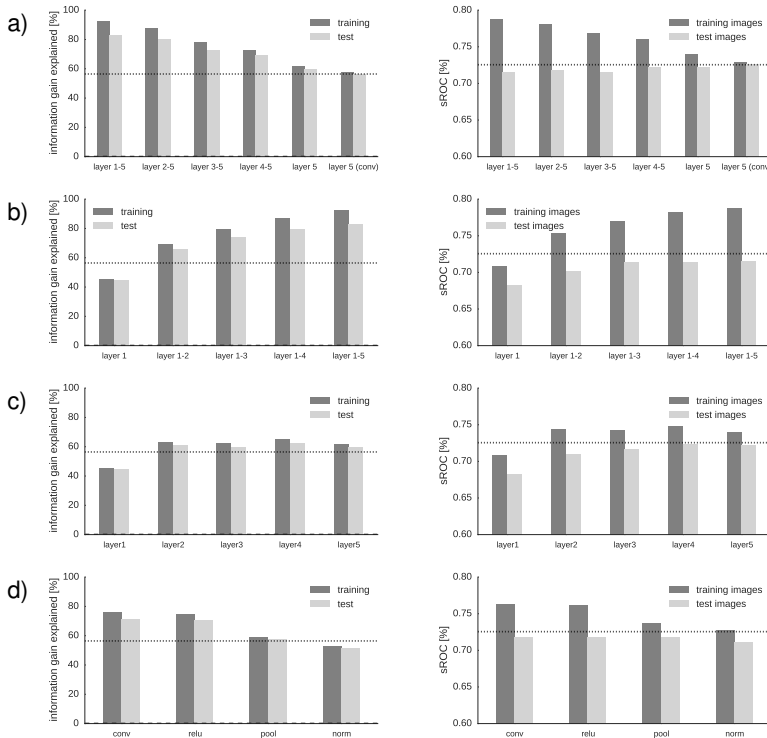 a)
information gain explained [%]
100
80
60
40
20
0
training
test
layer 1-5 layer 2-5 layer 3-5 layer 4-5 layer 5 layer 5 (conv)
sROC [%]
0.80
0.75
0.70
0.65
0.60
training images
test images
layer 1-5 layer 2-5 layer 3-5 layer 4-5 layer 5 layer 5 (conv)
b)
information gain explained [%]
100
80
60
40
20
0
training
test
layer 1 layer 1-2 layer 1-3 layer 1-4 layer 1-5
sROC [%]
0.80
0.75
0.70
0.65
0.60
training images
test images
layer 1 layer 1-2 layer 1-3 layer 1-4 layer 1-5
c)
information gain explained [%]
100
80
60
40
20
0
training
test
layer1 layer2 layer3 layer4 layer5
sROC [%]
0.80
0.75
0.70
0.65
0.60
training images
test images
layer1 layer2 layer3 layer4 layer5
d)
information gain explained [%]
100
80
60
40
20
0
training
test
conv relu pool norm
sROC [%]
0.80
0.75
0.70
0.65
0.60
training images
test images
conv relu pool norm